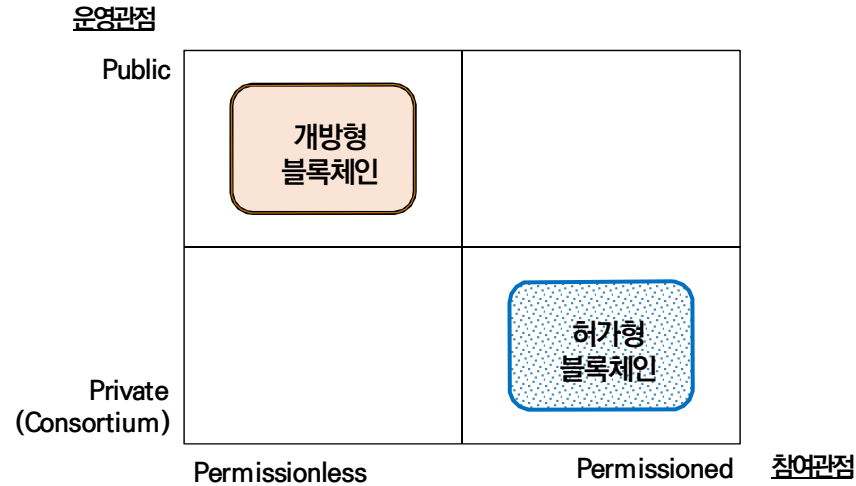 운영관점
Public
개방형
블록체인
허가형
블록체인
Private
(Consortium)
Permissionless
Permissioned
참여관점